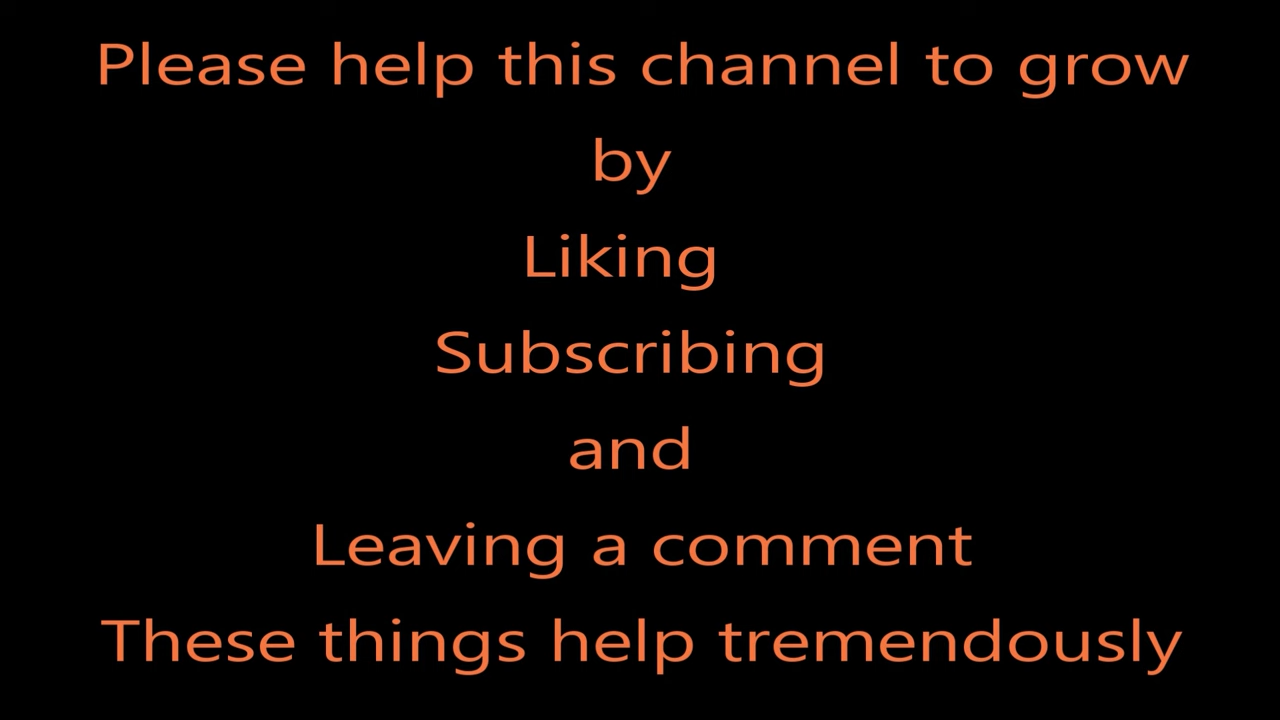 Please help this channel to grow
by
Liking
Subscribing
and
Leaving a comment
These things help tremendously